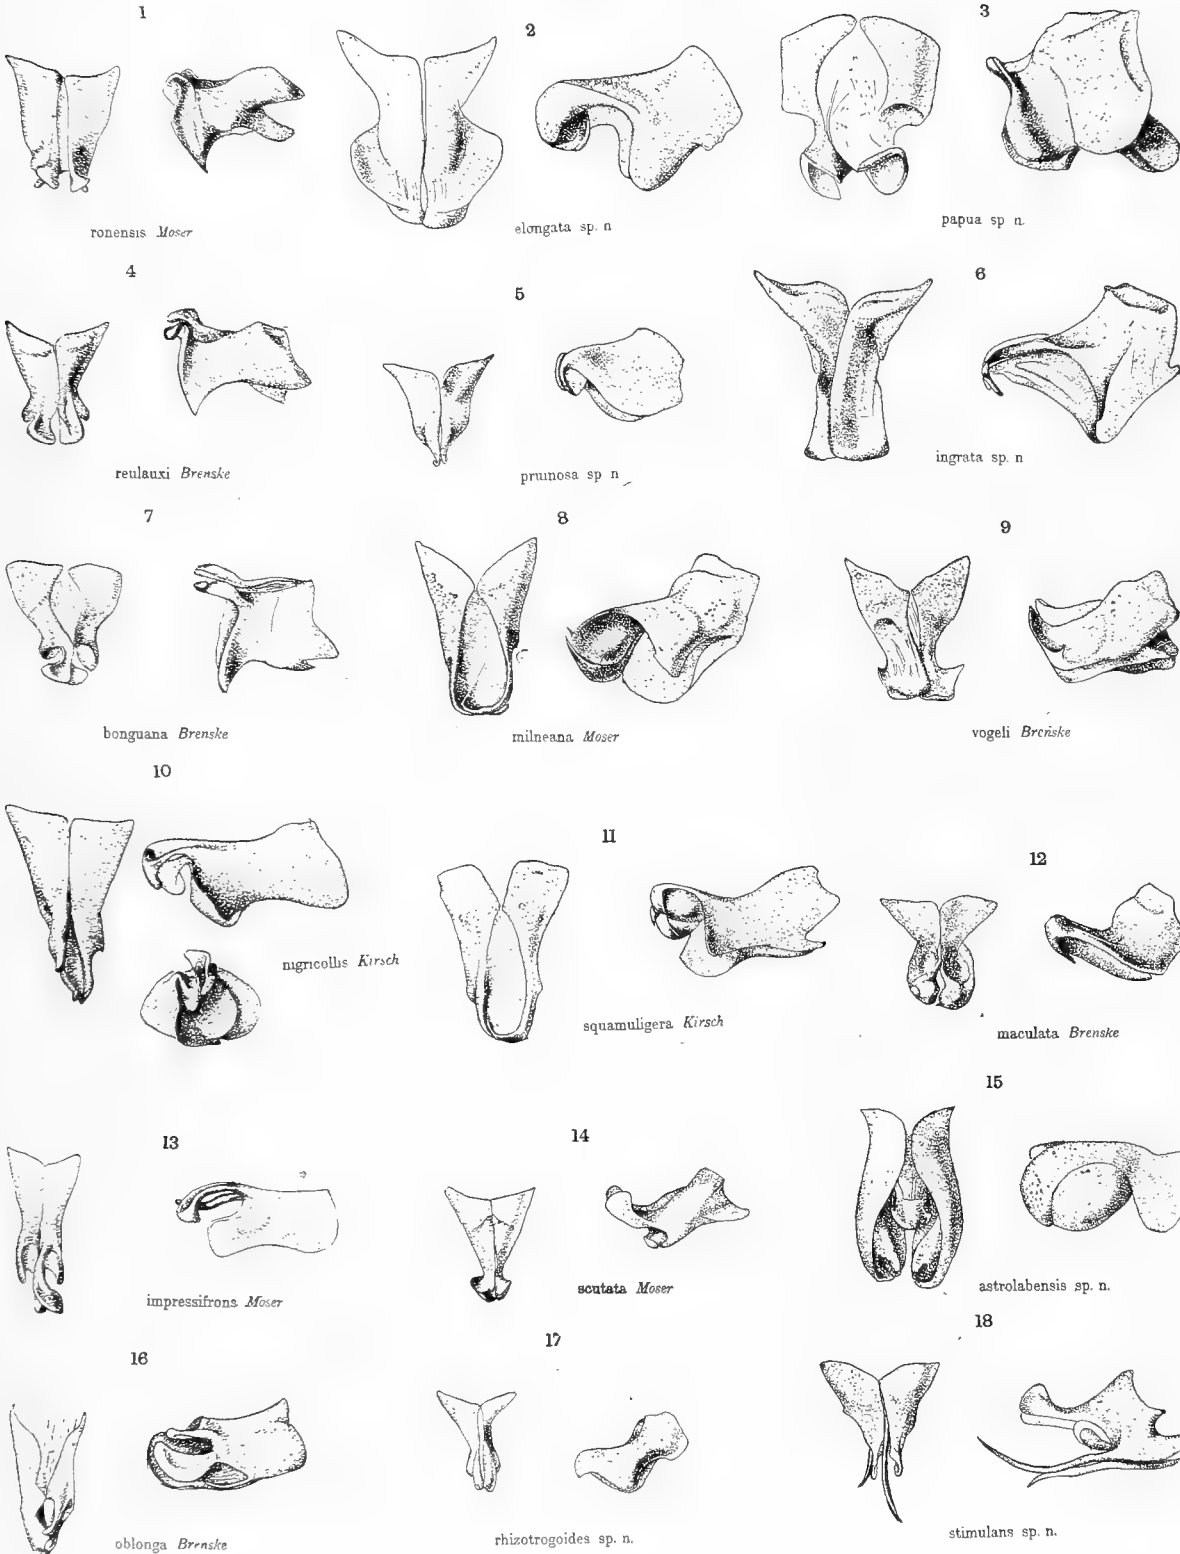 1
2
3
ronensis Moser
elongata sp. n
papua sp n.
4
5
6
reulauxi Brenske
pruinosa sp n
ingrata sp. n
7
8
9
bonguana Brenske
milneana Moser
vogeli Brenske
10
11
12
nigricollis Kirsch
squamuligera Kirsch
maculata Brenske
13
14
15
impressifrons Moser
scutata Moser
astrolabensis sp. n.
16
17
18
oblonga Brenske
rhizotrogoides sp. n.
stimulans sp. n.